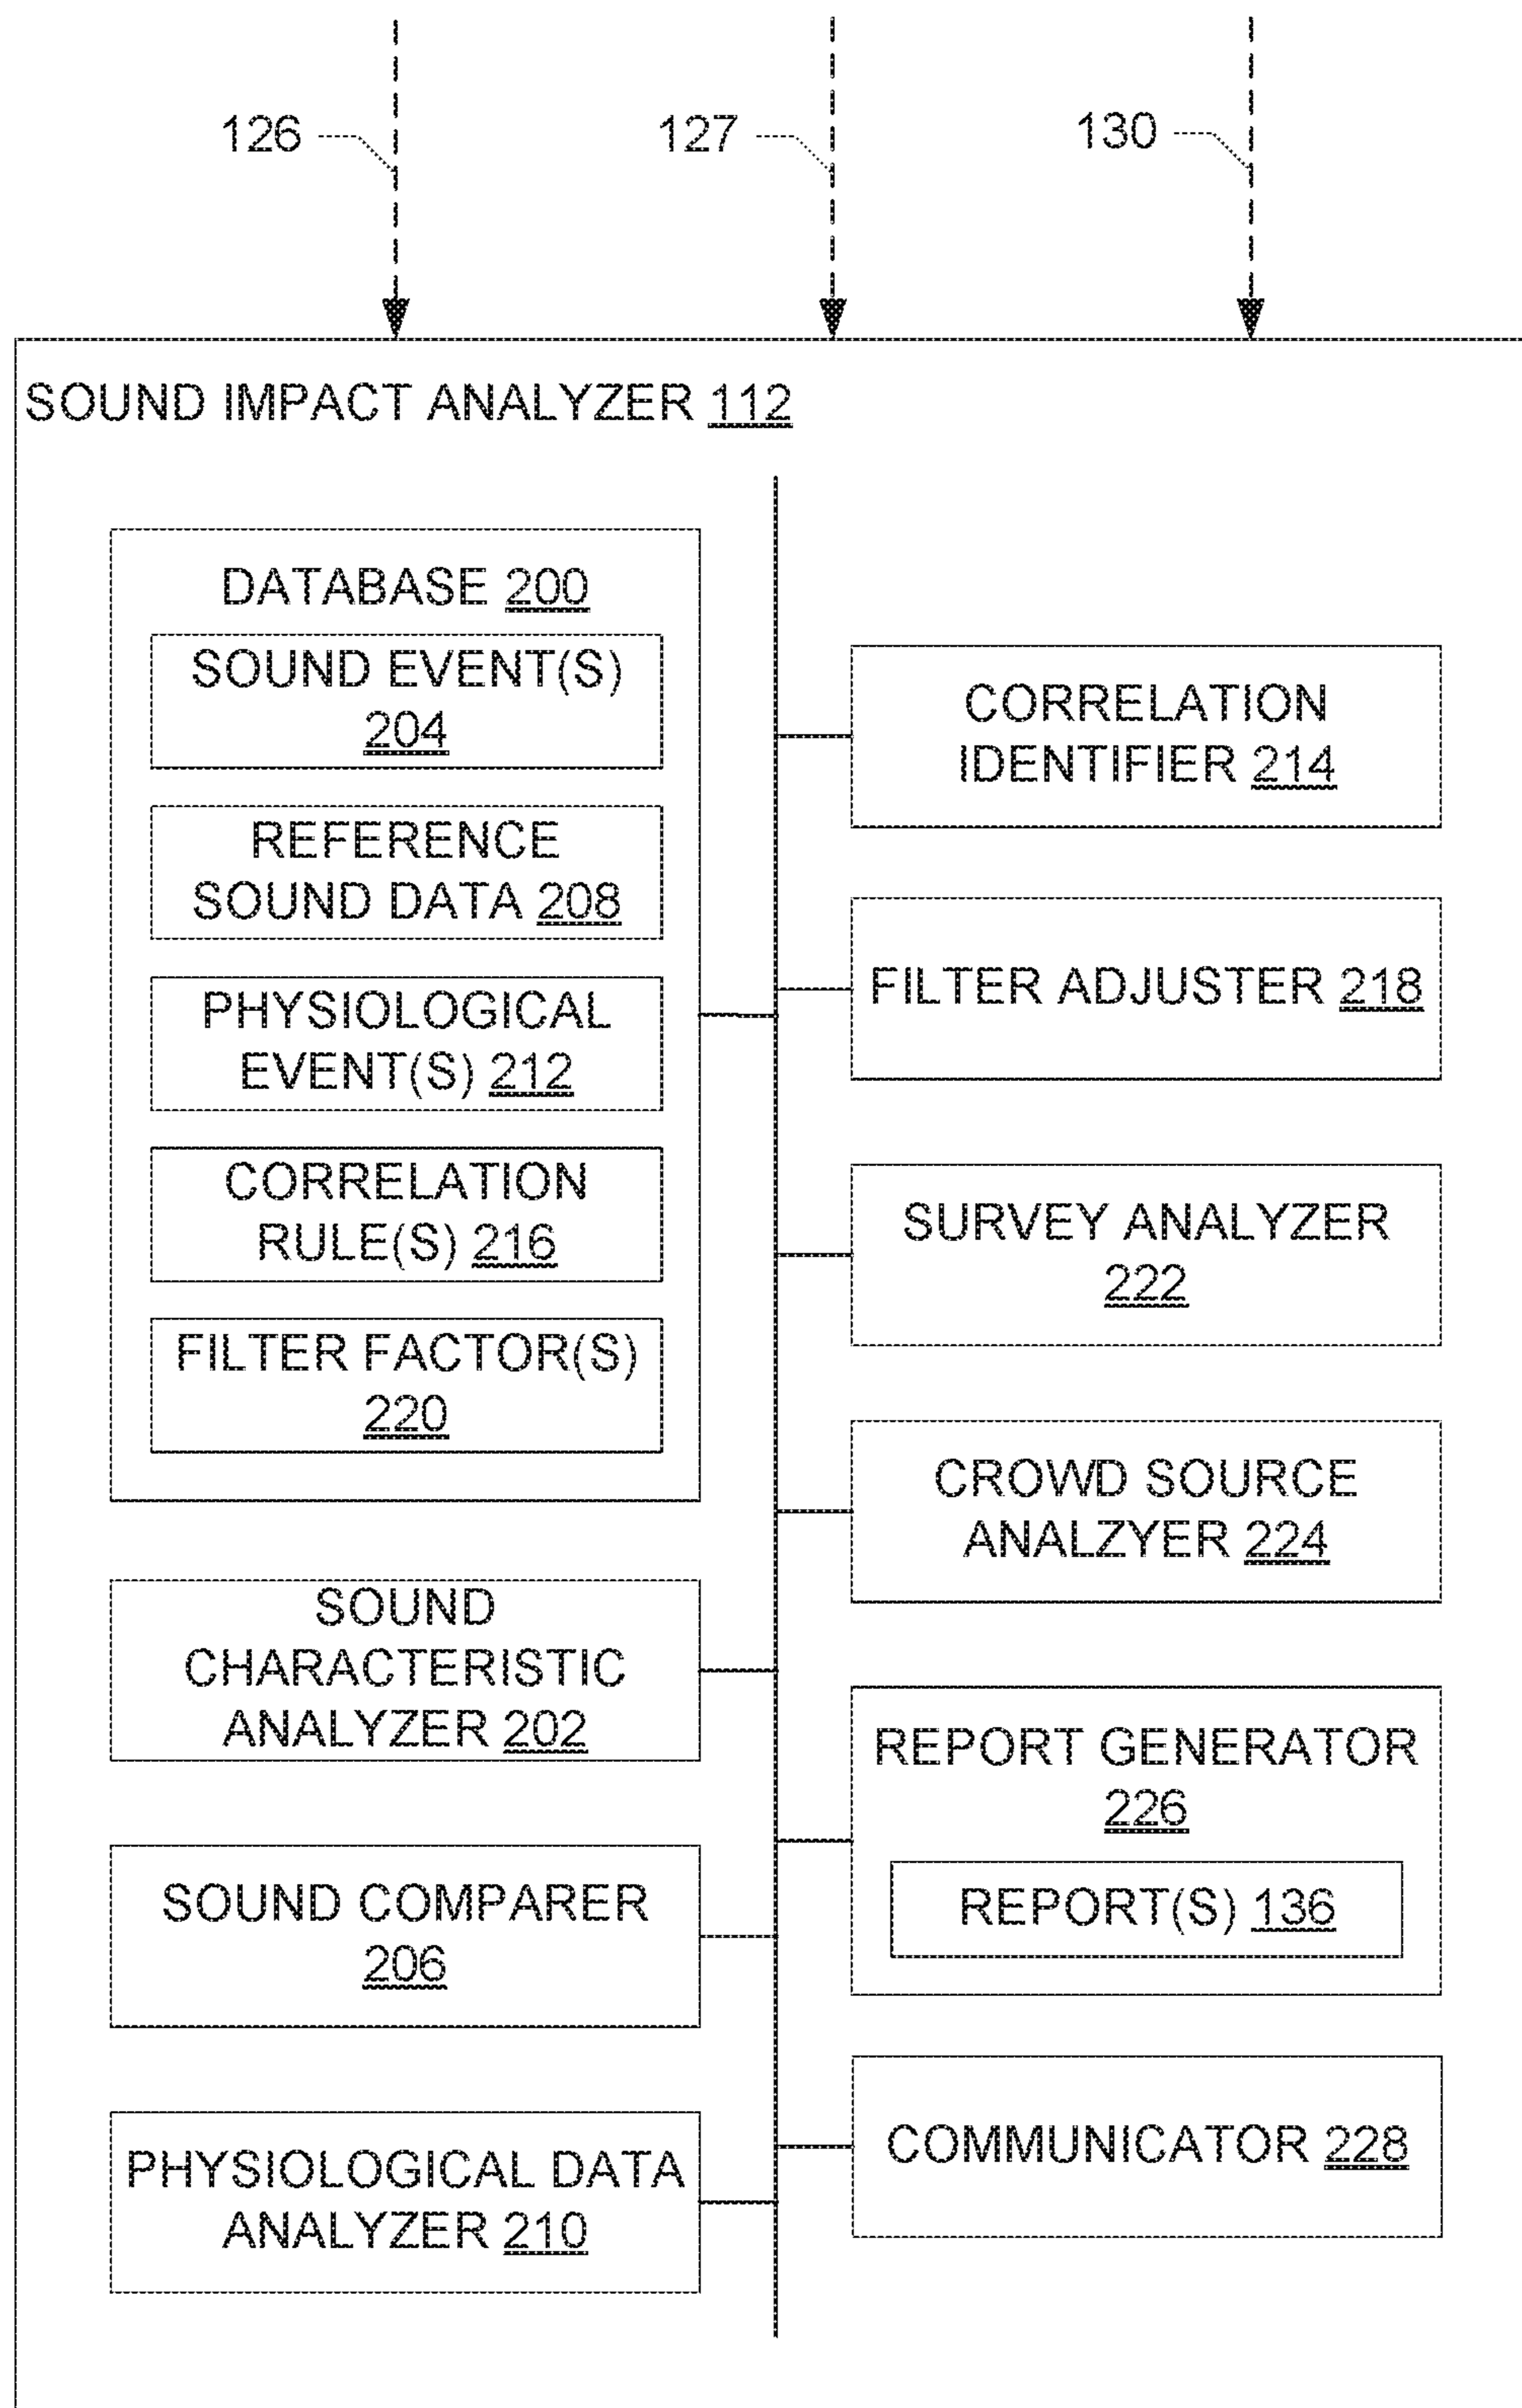 126
127
130
SOUND IMPACT ANALYZER 112
DATABASE 200
SOUND EVENT(S)
204
REFERENCE
SOUND DATA 208
PHYSIOLOGICAL
EVENT(S) 212
CORRELATION
RULE(S) 216
FILTER FACTOR(S)
220
SOUND
CHARACTERISTIC
ANALYZER 202
SOUND COMPARER
206
PHYSIOLOGICAL DATA
ANALYZER 210
CORRELATION
IDENTIFIER 214
FILTER ADJUSTER 218
SURVEY ANALYZER
222
CROWD SOURCE
ANALZYER 224
REPORT GENERATOR
226
REPORT(S) 136
COMMUNICATOR 228